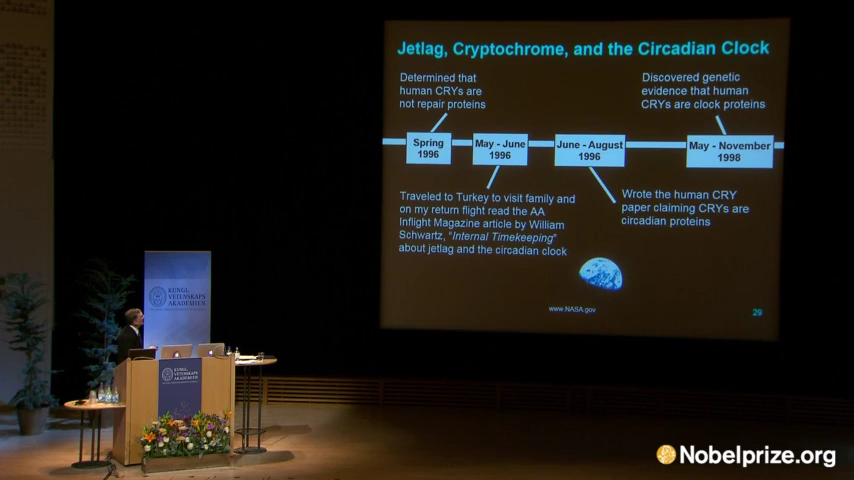 Jetlag, Cryptochrome, and the Circadian Clock
Determined that
human CRYs are
not repair proteins
Discovered genetic
evidence that human
CRYs are clock proteins
Spring
1996
May - June
1996
June - August
1996
May - November
1998
Traveled to Turkey to visit family and
on my return flight read the AA
Inflight Magazine article by William
Schwartz, "Internal Timekeeping"
about jetlag and the circadian clock
Wrote the human CRY
paper claiming CRYs are
circadian proteins
www.NASA.gov
29
KUNGL.
VETENSKAPS
AKADEMIEN
KUNGL.
VETENSKAPS
AKADEMIEN
Nobelprize.org